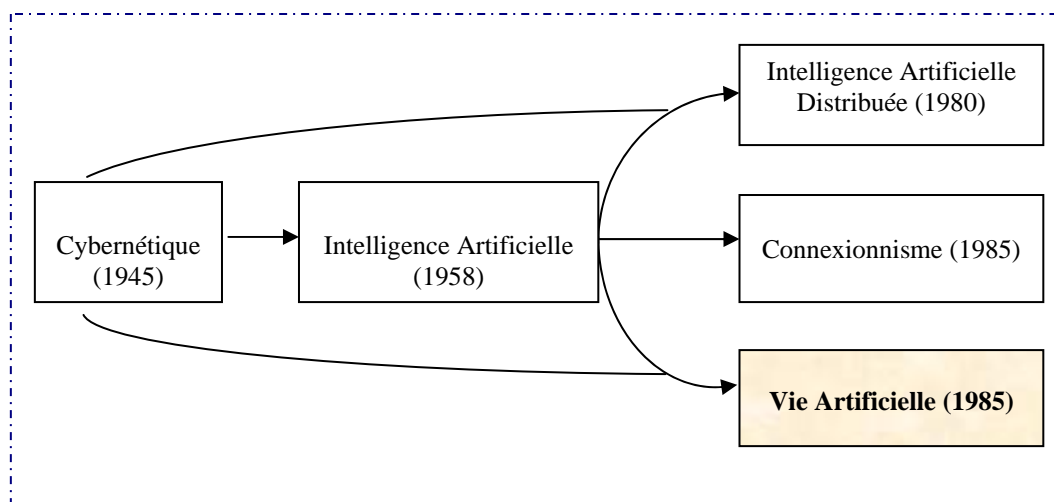 Intelligence Artificielle
Distribuée (1980)
Cybernétique
(1945)
Intelligence Artificielle
(1958)
Connexionnisme (1985)
Vie Artificielle (1985)